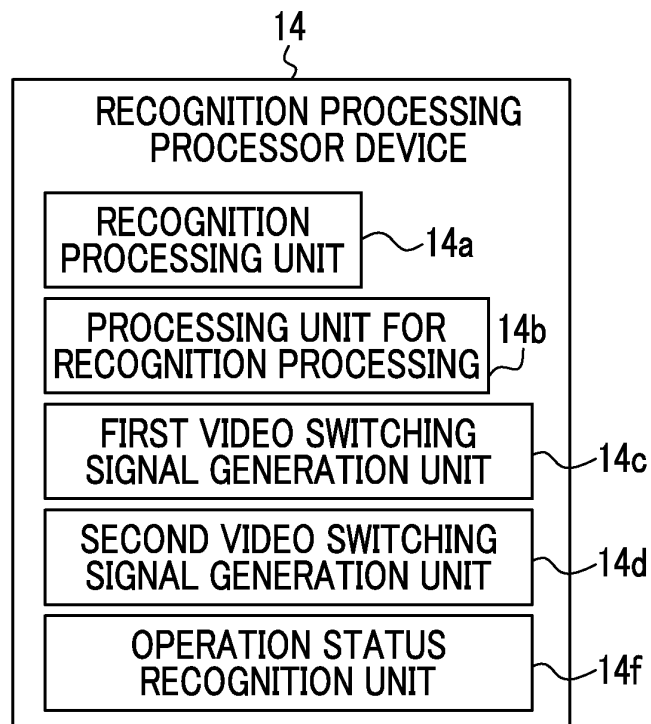 14
RECOGNITION PROCESSING
PROCESSOR DEVICE
RECOGNITION
PROCESSING UNIT
14a
PROCESSING UNIT FOR
RECOGNITION PROCESSING
14b
FIRST VIDEO SWITCHING
SIGNAL GENERATION UNIT
14c
SECOND VIDEO SWITCHING
SIGNAL GENERATION UNIT
14d
OPERATION STATUS
RECOGNITION UNIT
14f